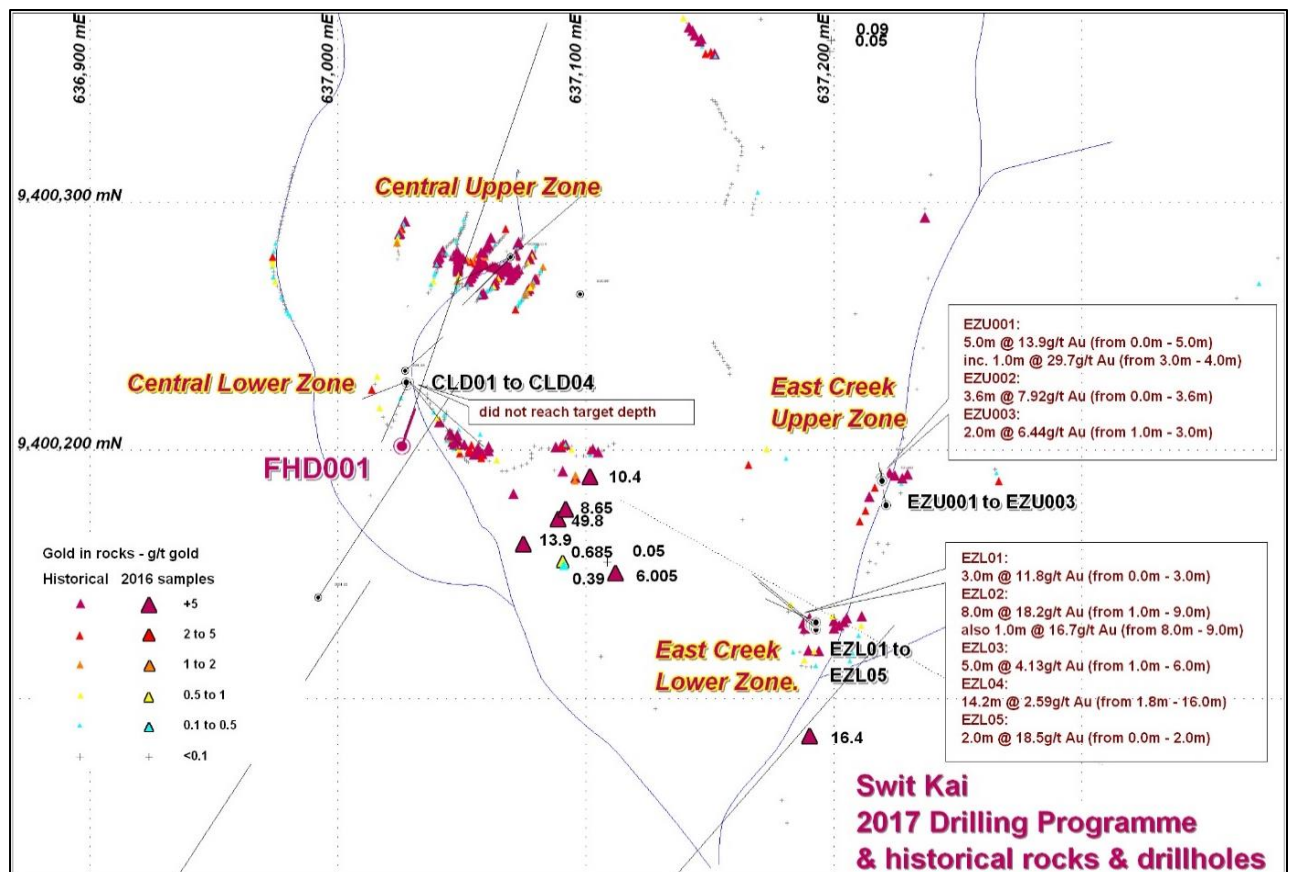 636,900 mE
637,000 mE
637,100 mE
637,200 mE
0.09
0.05
9,400,300 mN
Central Upper Zone
EZU001:
5.0m @ 13.9g/t Au (from 0.0m - 5.0m)
inc. 1.0m @ 29.7g/t Au (from 3.0m - 4.0m)
EZU002:
3.6m @ 7.92g/t Au (from 0.0m - 3.6m)
EZU003:
2.0m @ 6.44g/t Au (from 1.0m - 3.0m)
Central Lower Zone
CLD01 to CLD04
did not reach target depth
East Creek
Upper Zone
9,400,200 mN
FHD001
10.4
EZU001 to EZU003
8.65
49.8
13.9
0.685
0.05
0.39
6.005
Gold in rocks - g/t gold
Historical 2016 samples
+5
2 to 5
1 to 2
0.5 to 1
0.1 to 0.5
<0.1
EZL01:
3.0m @ 11.8g/t Au (from 0.0m - 3.0m)
EZL02:
8.0m @ 18.2g/t Au (from 1.0m - 9.0m)
also 1.0m @ 16.7g/t Au (from 8.0m - 9.0m)
EZL03:
5.0m @ 4.13g/t Au (from 1.0m - 6.0m)
EZL04:
14.2m @ 2.59g/t Au (from 1.8m - 16.0m)
EZL05:
2.0m @ 18.5g/t Au (from 0.0m - 2.0m)
East Creek
Lower Zone.
EZL01 to
EZL05
16.4
Swit Kai
2017 Drilling Programme
& historical rocks & drillholes